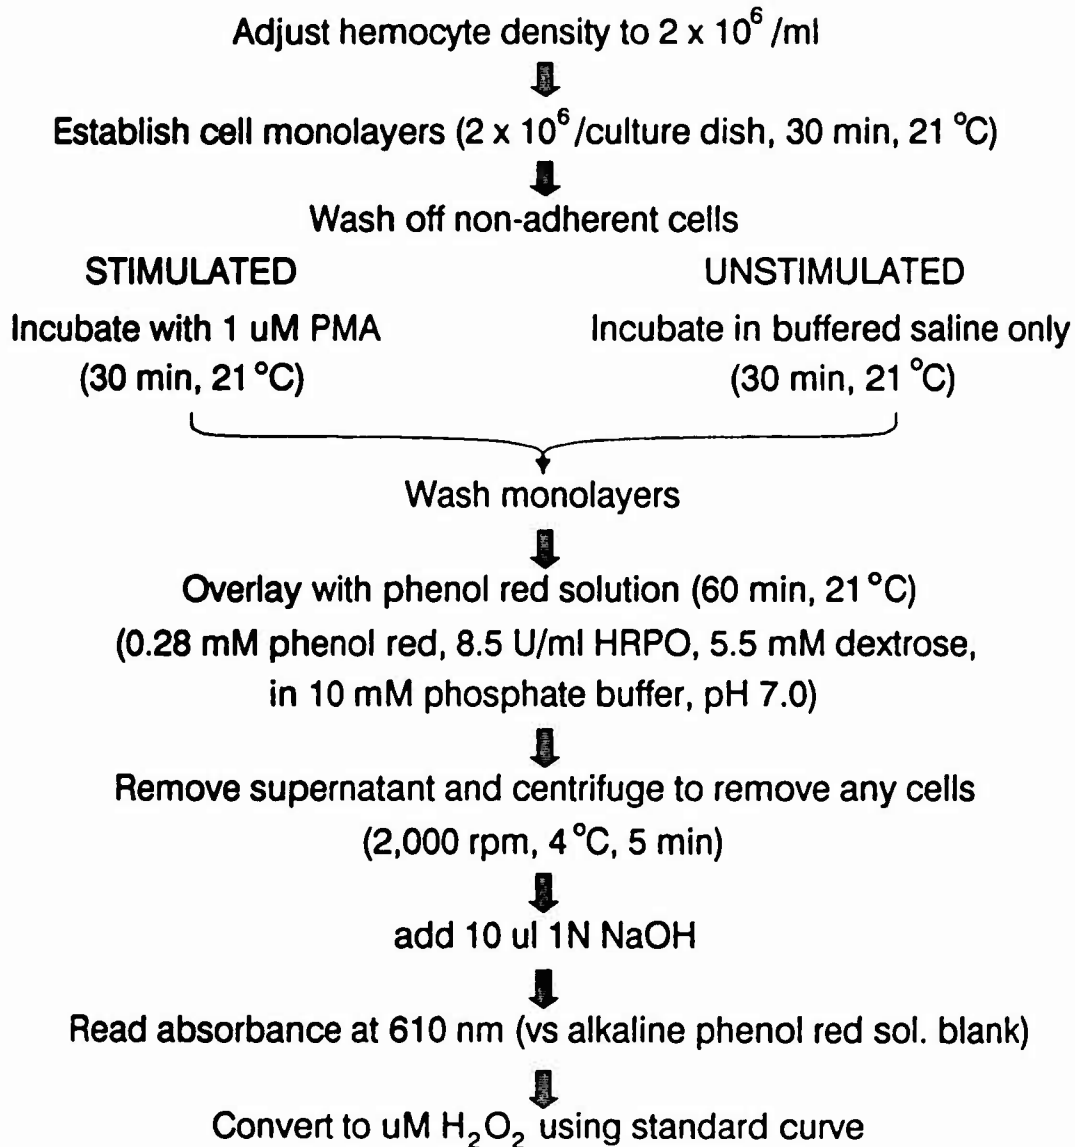 Adjust hemocyte density to 2 x 10⁶ /ml
Establish cell monolayers (2 x 10⁶/culture dish, 30 min, 21 °C)
Wash off non-adherent cells
STIMULATED
Incubate with 1 uM PMA
(30 min, 21 °C)
UNSTIMULATED
Incubate in buffered saline only
(30 min, 21 °C)
Wash monolayers
Overlay with phenol red solution (60 min, 21 °C)
(0.28 mM phenol red, 8.5 U/ml HRPO, 5.5 mM dextrose,
in 10 mM phosphate buffer, pH 7.0)
Remove supernatant and centrifuge to remove any cells
(2,000 rpm, 4 °C, 5 min)
add 10 ul 1N NaOH
Read absorbance at 610 nm (vs alkaline phenol red sol. blank)
Convert to uM H₂O₂ using standard curve